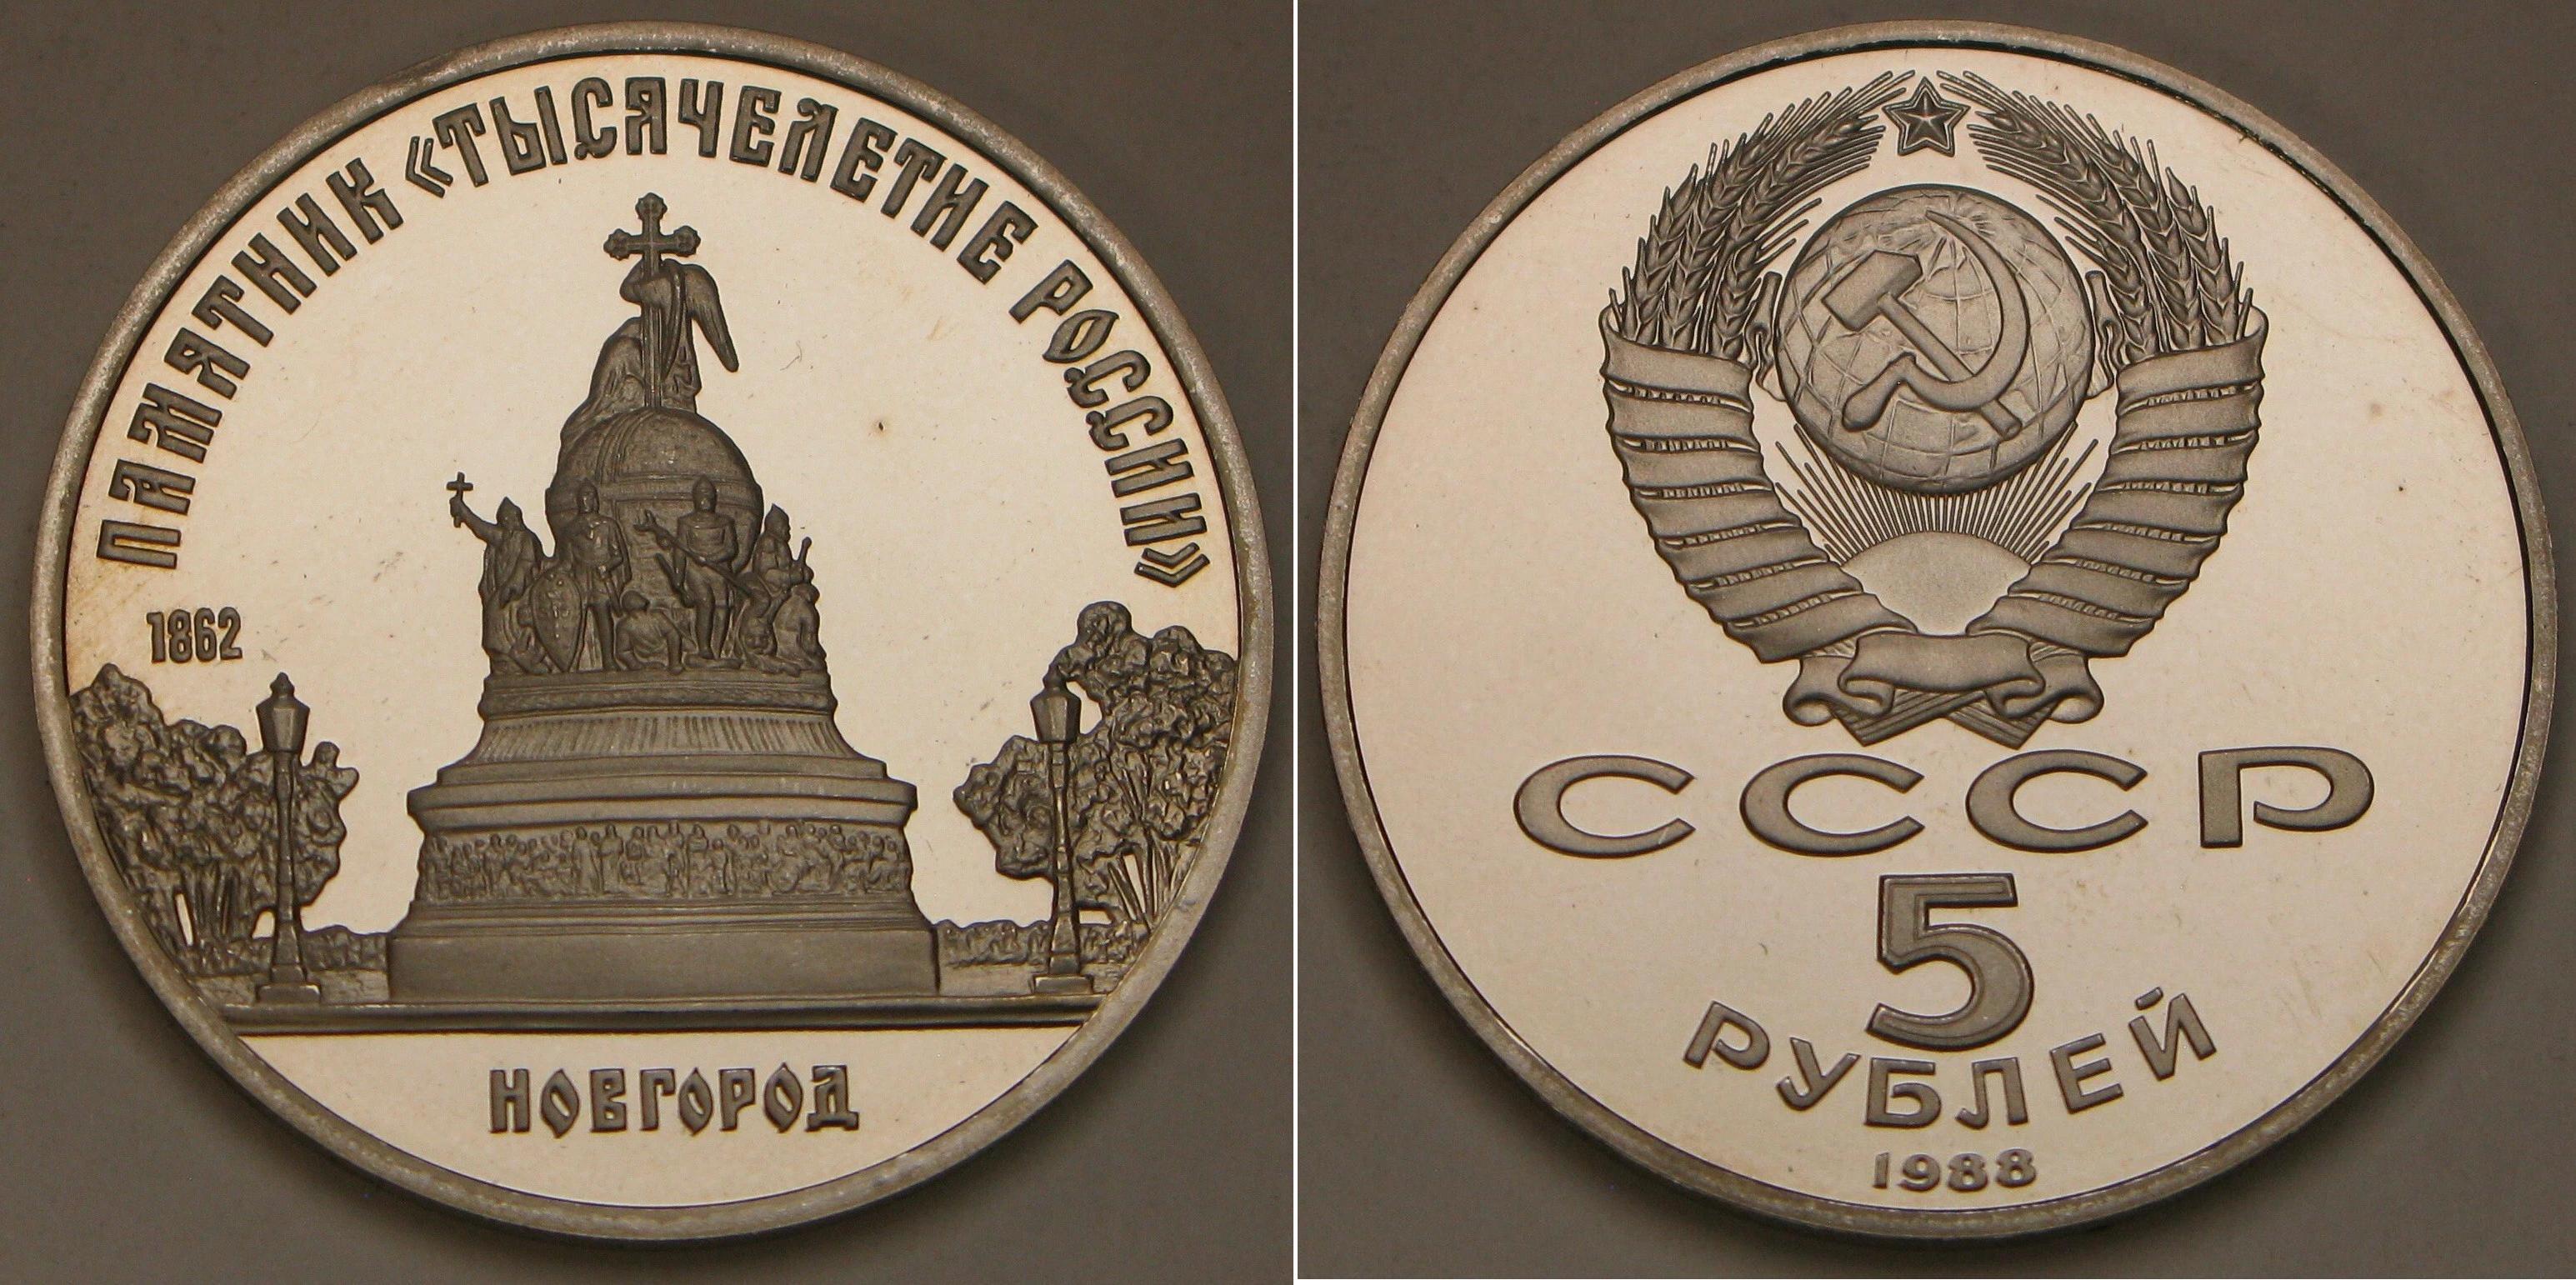 ПАМЯТНИК «ТЫСЯЧЕЛЕТИЕ РОССИИ»
1862
НОВГОРОД
СССР
5
РУБЛЕЙ
1988